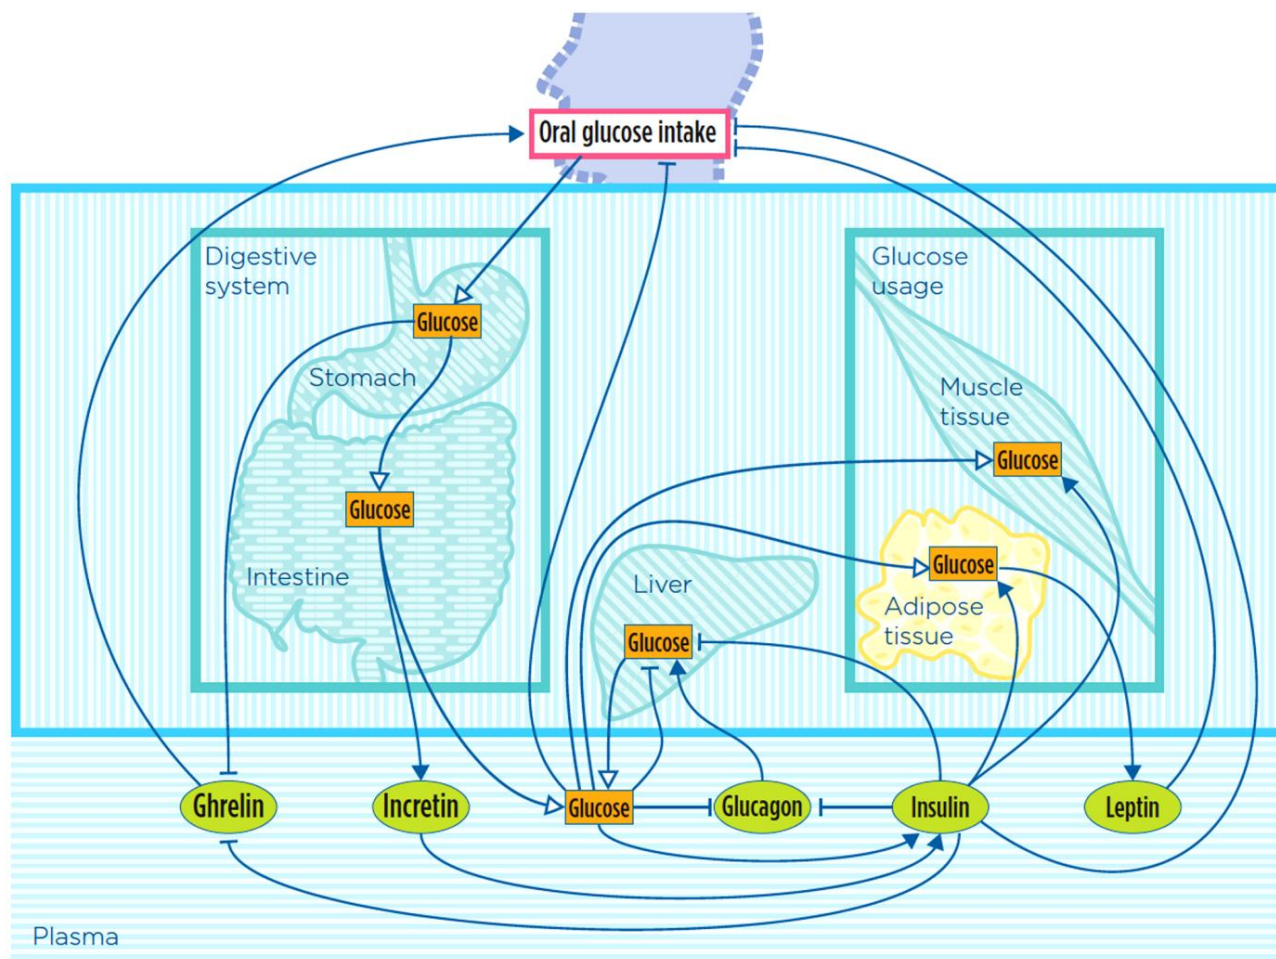 Oral glucose intake
Digestive
system
Glucose
usage
Glucose
Stomach
Muscle
tissue
Glucose
Glucose
Intestine
Liver
Glucose
Adipose
tissue
Glucose
Ghrelin
Incretin
Glucose
Glucagon
Insulin
Leptin
Plasma